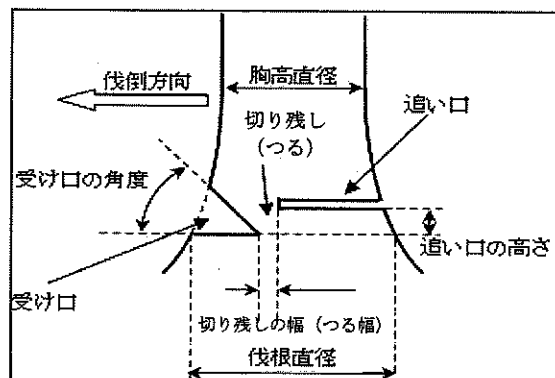 伐倒方向
胸高直径
追い口
切り残し
(つる)
受け口の角度
追い口の高さ
受け口
切り残しの幅(つる幅)
伐根直径